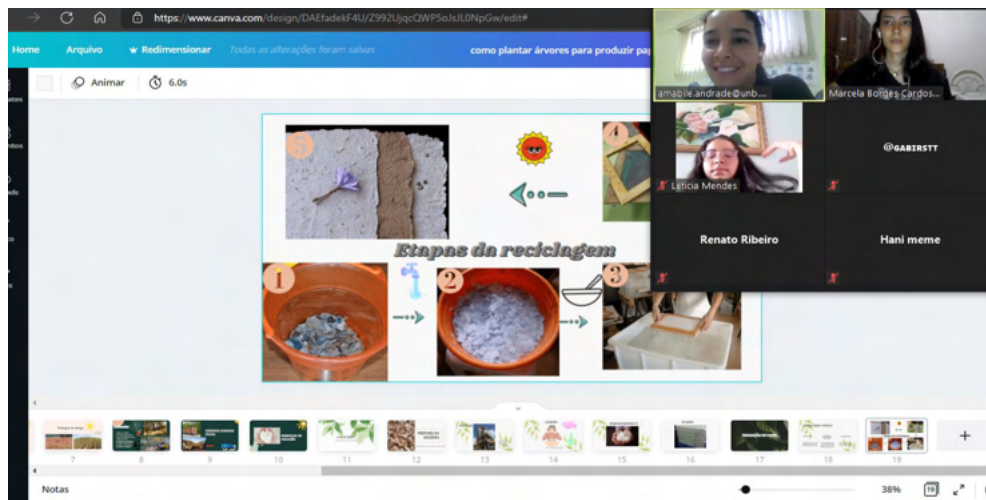 https://www.canva.com/design/DAEfadekF4U/Z992UjqcQWPSoJsJL0NpGw/edit#
Home Arquivo Redimensionar Todas as alterações foram salvas como plantar árvores para produzir pap
Animar 6.0s
amabile.andrade@unb....
Marcela Borges Cardos...
Leticia Mendes
@GABIRSTT
Renato Ribeiro
Hani meme
5
4
Etapas da reciclagem
1
2
3
7 8 9 10 11 12 13 14 15 16 17 18 19
Notas
38%
19